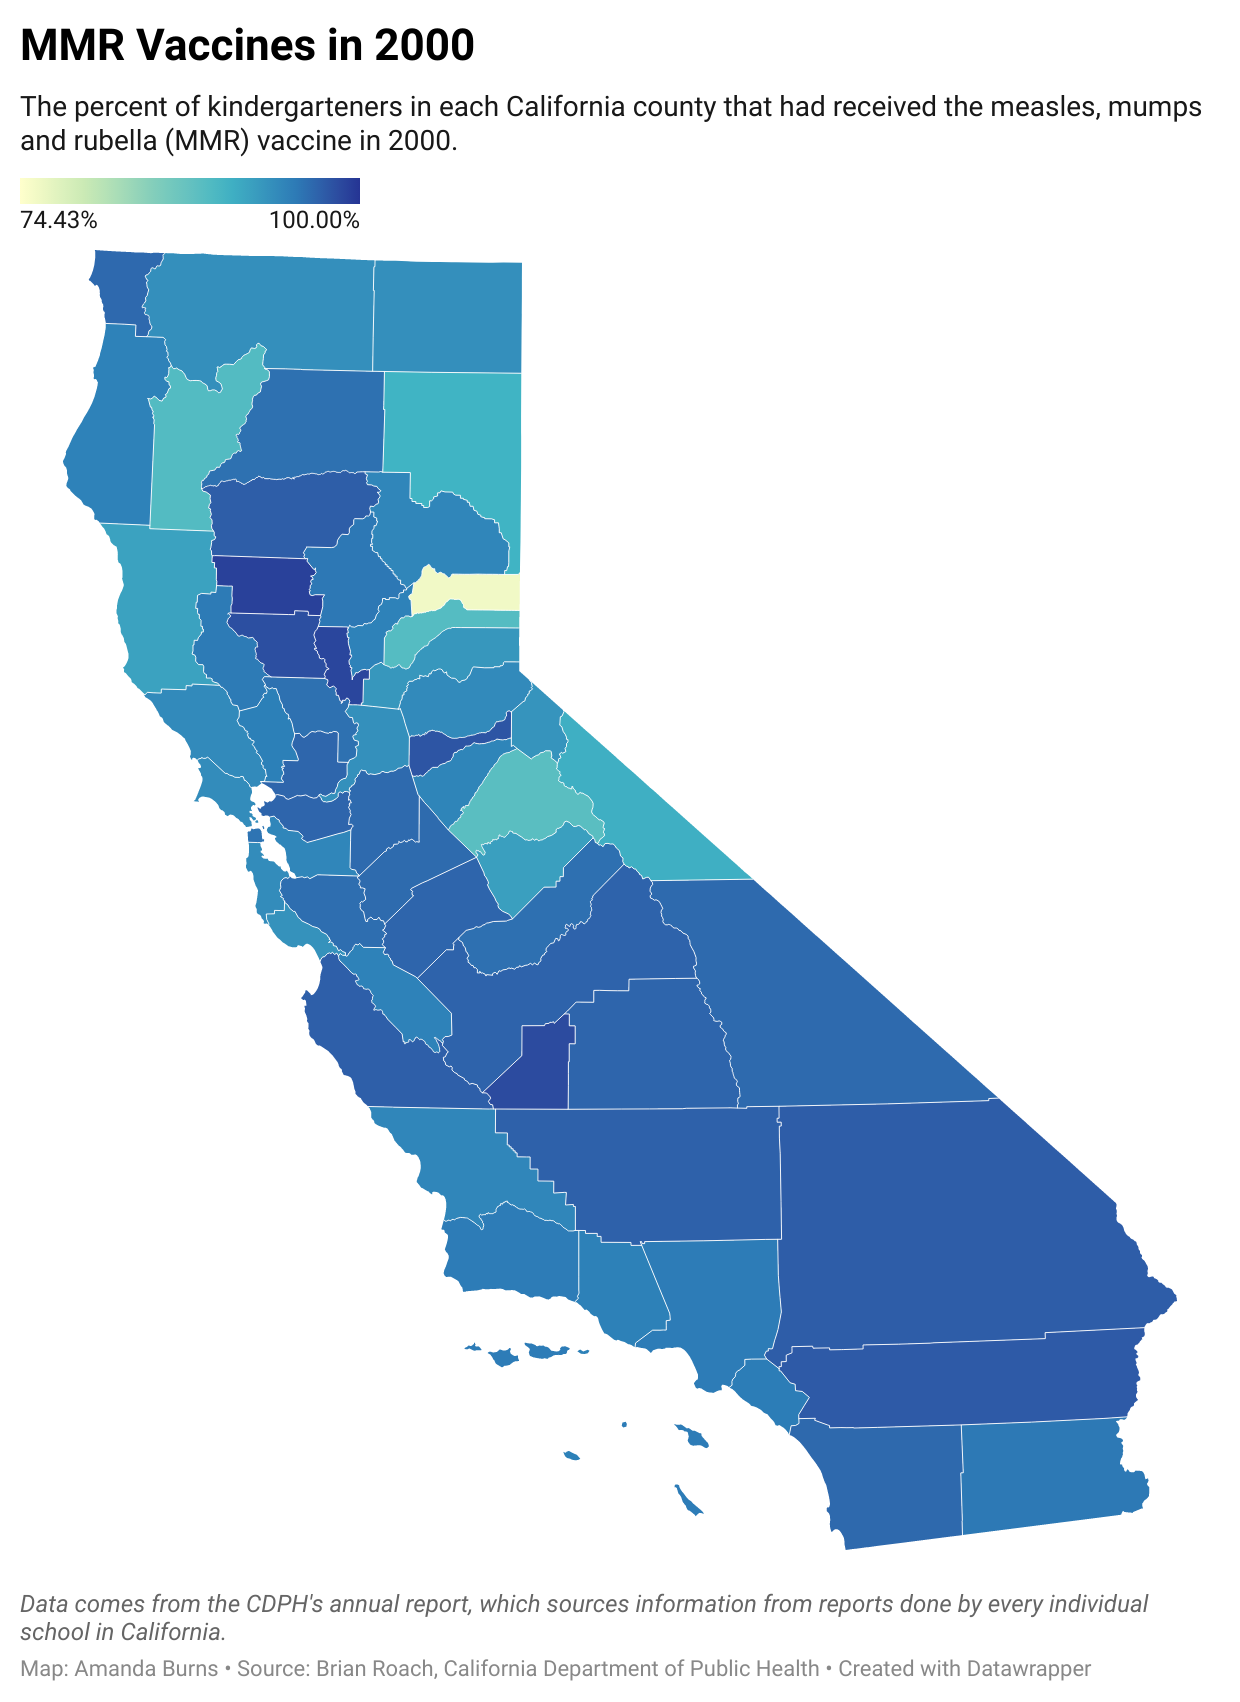 MMR Vaccines in 2000
The percent of kindergarteners in each California county that had received the measles, mumps
and rubella (MMR) vaccine in 2000.
74.43% 100.00%
Data comes from the CDPH's annual report, which sources information from reports done by every individual
school in California.
Map: Amanda Burns • Source: Brian Roach, California Department of Public Health • Created with Datawrapper